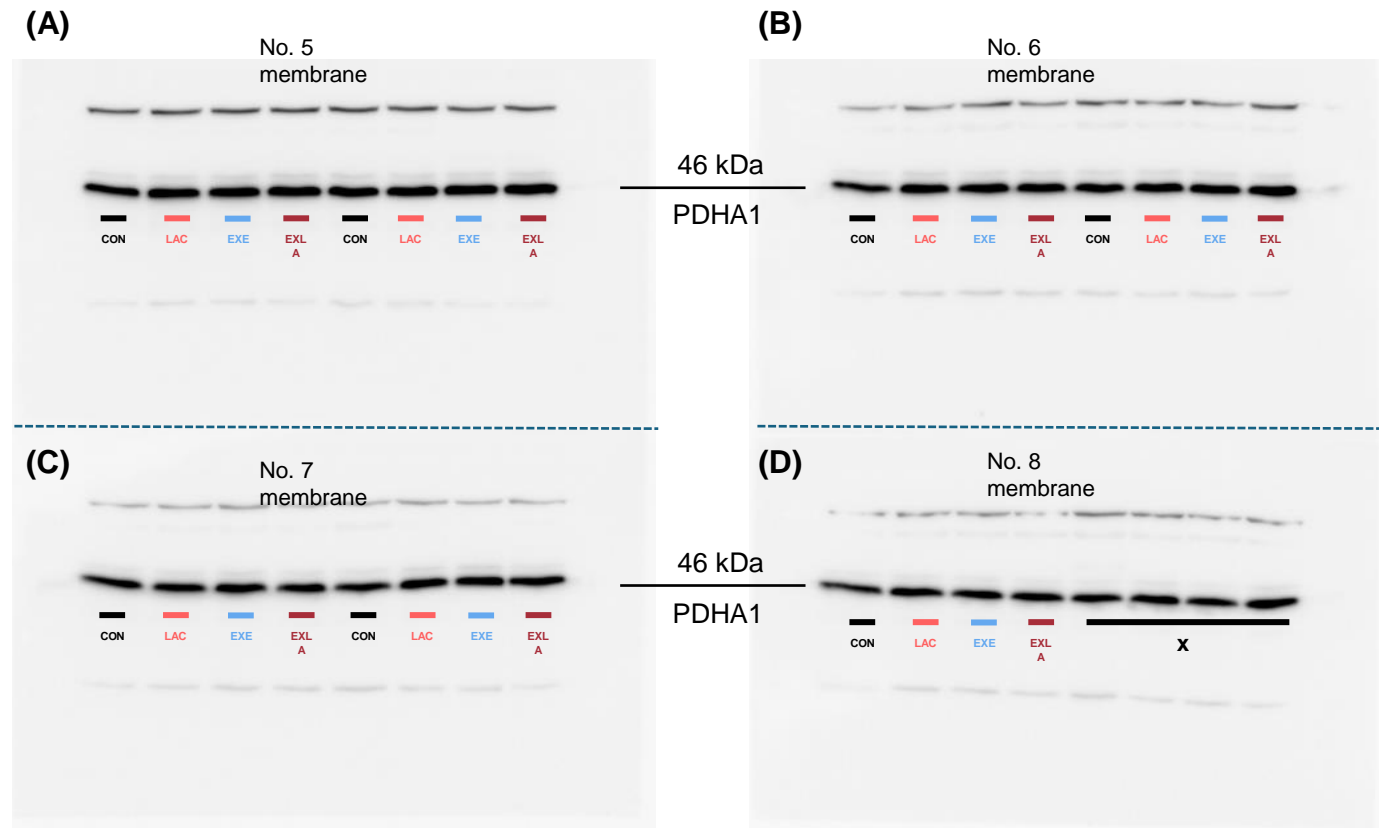 (A)
No. 5
membrane
CON LAC EXE EXL CON LAC EXE EXL
A A
(B)
No. 6
membrane
CON LAC EXE EXL CON LAC EXE EXL
A A
46 kDa
PDHA1
(C)
No. 7
membrane
CON LAC EXE EXL CON LAC EXE EXL
A A
(D)
No. 8
membrane
CON LAC EXE EXL x
A
46 kDa
PDHA1